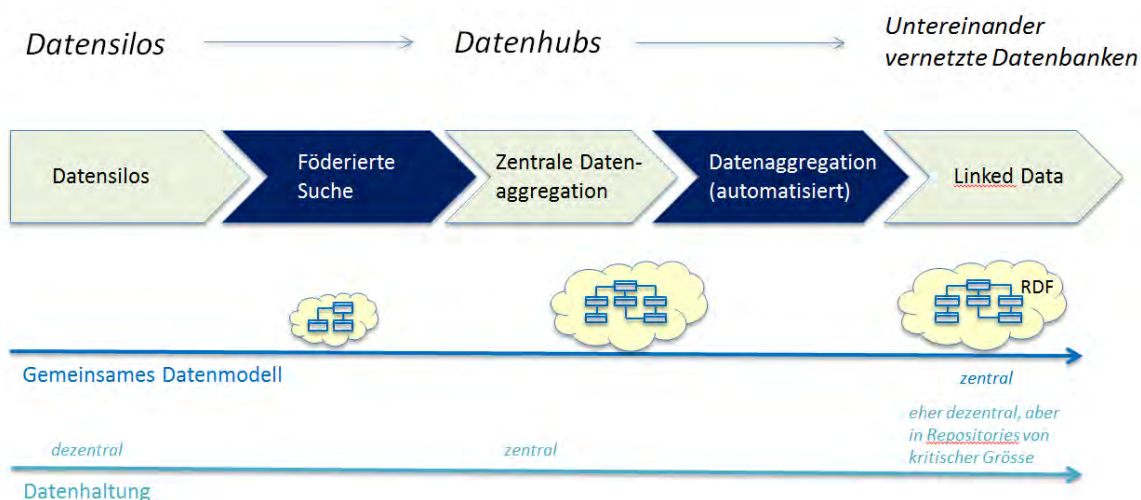 Datensilos
Datenhubs
Untereinander
vernetzte Datenbanken
Datensilos
Föderierte
Suche
Zentrale Daten-
aggregation
Datenaggregation
(automatisiert)
Linked Data
RDF
Gemeinsames Datenmodell
zentral
dezentral
zentral
eher dezentral, aber
in Repositories von
kritischer Grösse
Datenhaltung